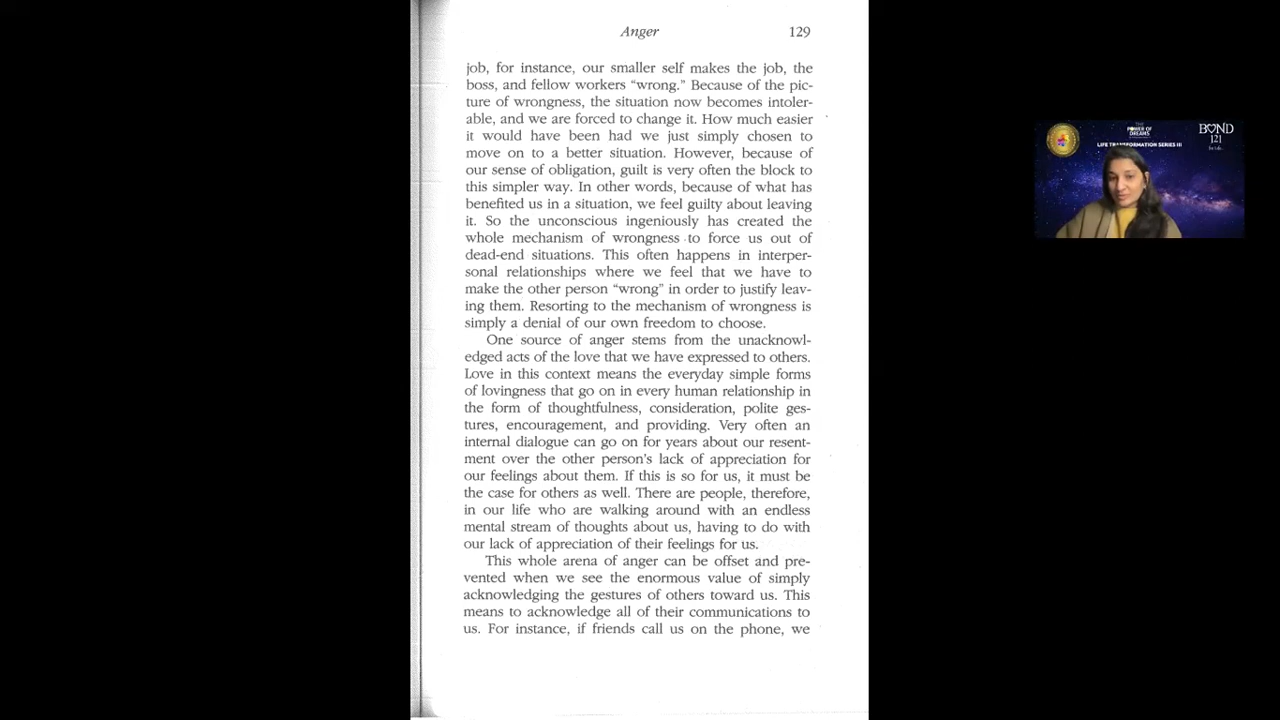 Anger 129
job, for instance, our smaller self makes the job, the
boss, and fellow workers “wrong.” Because of the pic-
ture of wrongness, the situation now becomes intoler-
able, and we are forced to change it. How much easier
it would have been had we just simply chosen to
move on to a better situation. However, because of
our sense of obligation, guilt is very often the block to
this simpler way. In other words, because of what has
benefited us in a situation, we feel guilty about leaving
it. So the unconscious ingeniously has created the
whole mechanism of wrongness to force us out of
dead-end situations. This often happens in interper-
sonal relationships where we feel that we have to
make the other person “wrong” in order to justify leav-
ing them. Resorting to the mechanism of wrongness is
simply a denial of our own freedom to choose.
One source of anger stems from the unacknowl-
edged acts of the love that we have expressed to others.
Love in this context means the everyday simple forms
of lovingness that go on in every human relationship in
the form of thoughtfulness, consideration, polite ges-
tures, encouragement, and providing. Very often an
internal dialogue can go on for years about our resent-
ment over the other person’s lack of appreciation for
our feelings about them. If this is so for us, it must be
the case for others as well. There are people, therefore,
in our life who are walking around with an endless
mental stream of thoughts about us, having to do with
our lack of appreciation of their feelings for us.
This whole arena of anger can be offset and pre-
vented when we see the enormous value of simply
acknowledging the gestures of others toward us. This
means to acknowledge all of their communications to
us. For instance, if friends call us on the phone, we
THE
POWER OF
DREAMS
LIFE TRANSFORMATION SERIES III
BOND
121